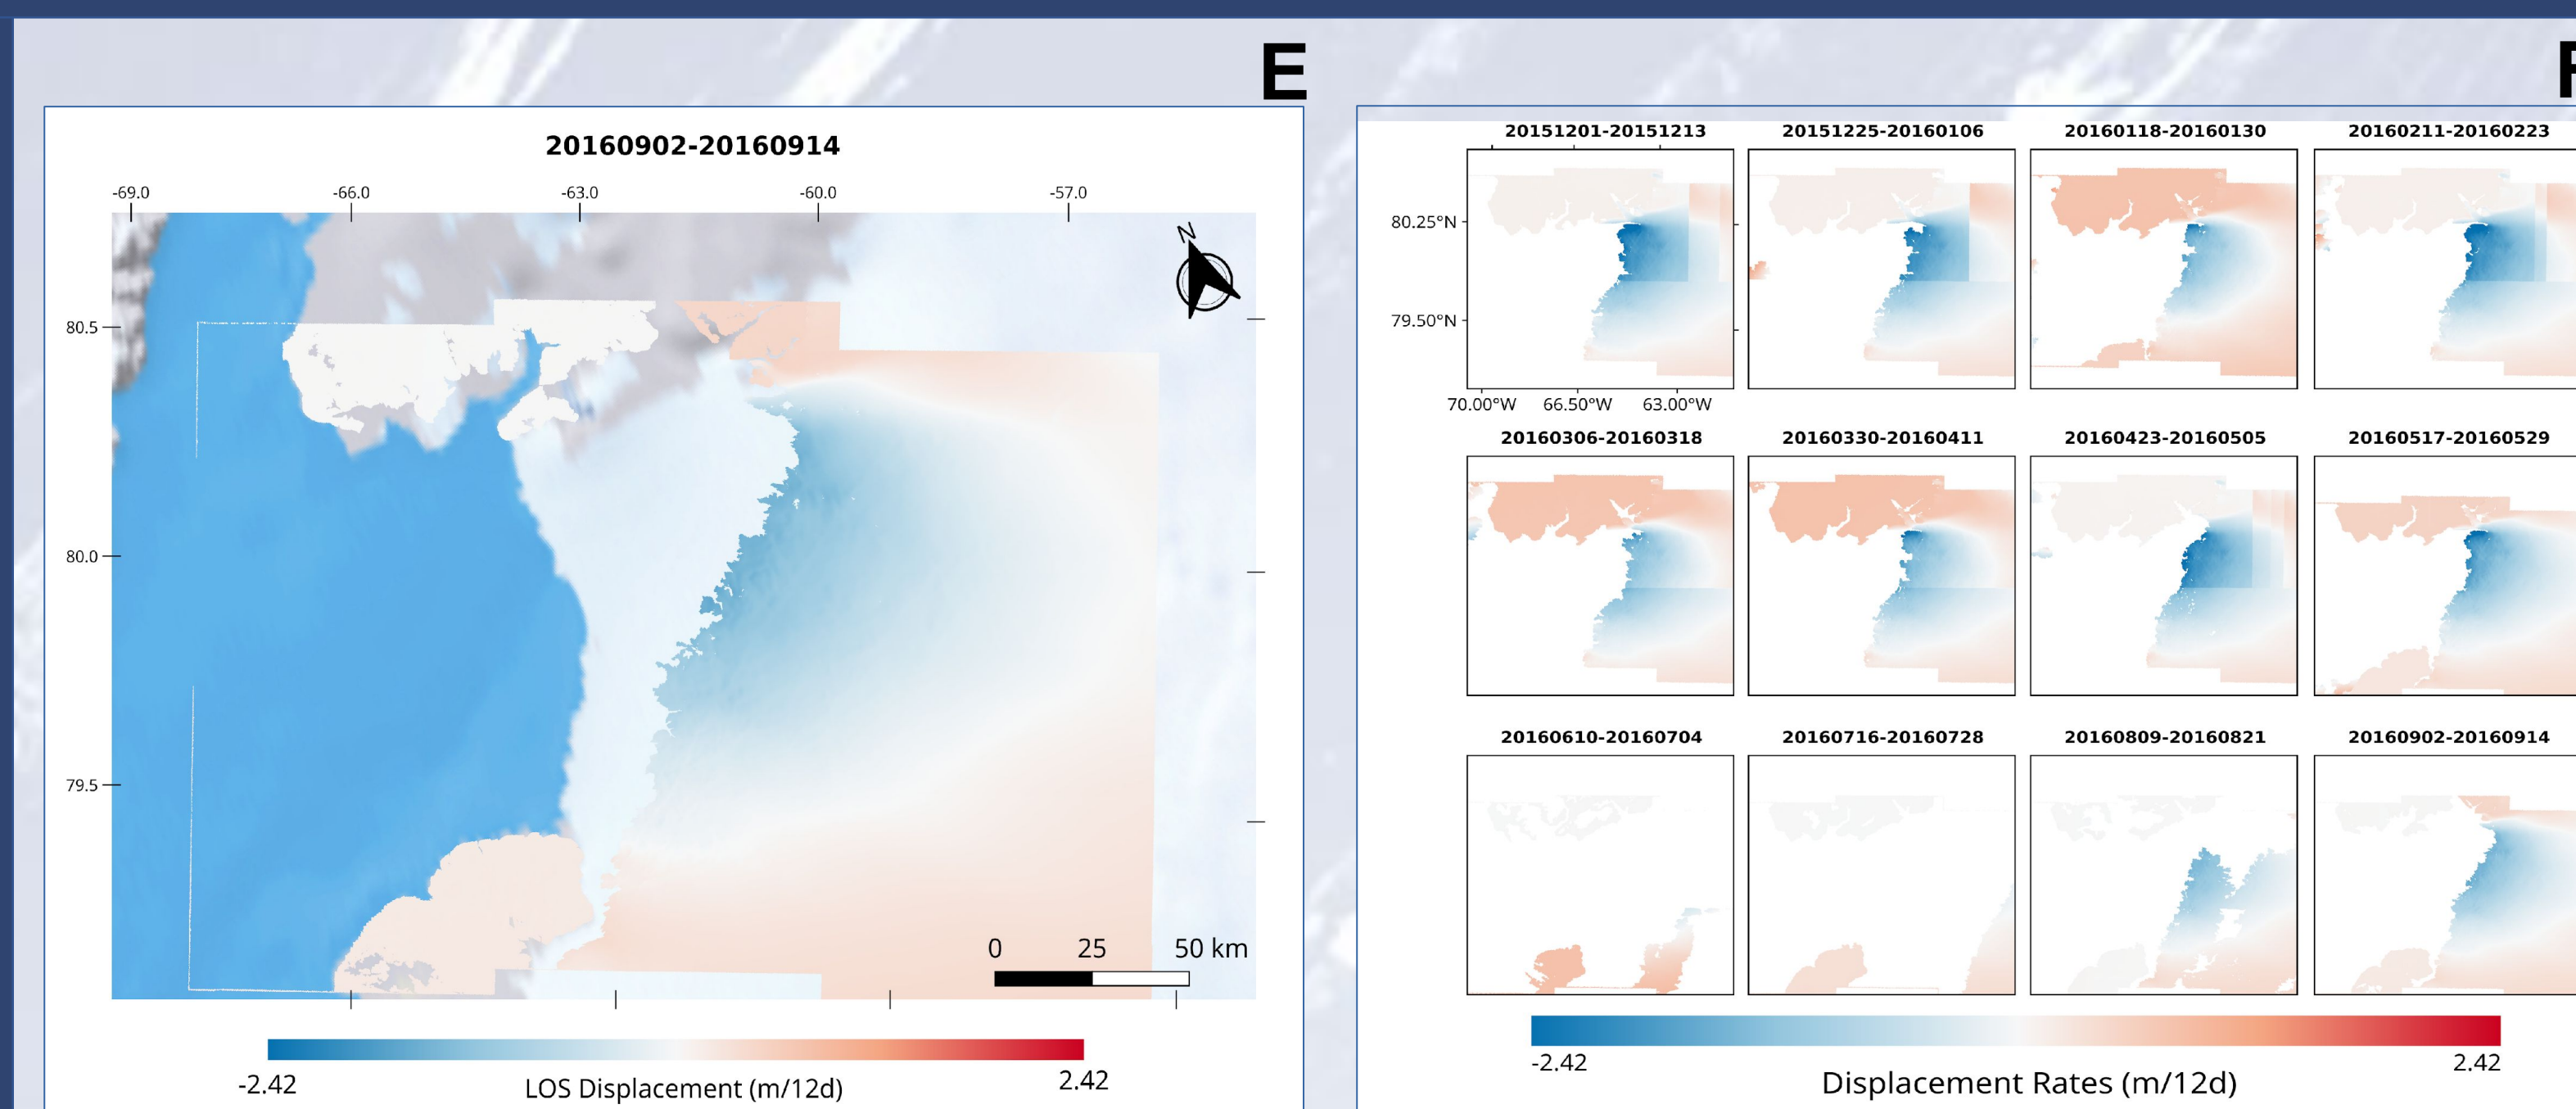 E
20160902-20160914
-69.0 -66.0 -63.0 -60.0 -57.0
N
80.5
80.0
79.5
0 25 50 km
-2.42 2.42
LOS Displacement (m/12d)
20151201-20151213 20151225-20160106 20160118-20160130 20160211-20160223
80.25°N
79.50°N
70.00°W 66.50°W 63.00°W
20160306-20160318 20160330-20160411 20160423-20160505 20160517-20160529
20160610-20160704 20160716-20160728 20160809-20160821 20160902-20160914
-2.42 2.42
Displacement Rates (m/12d)